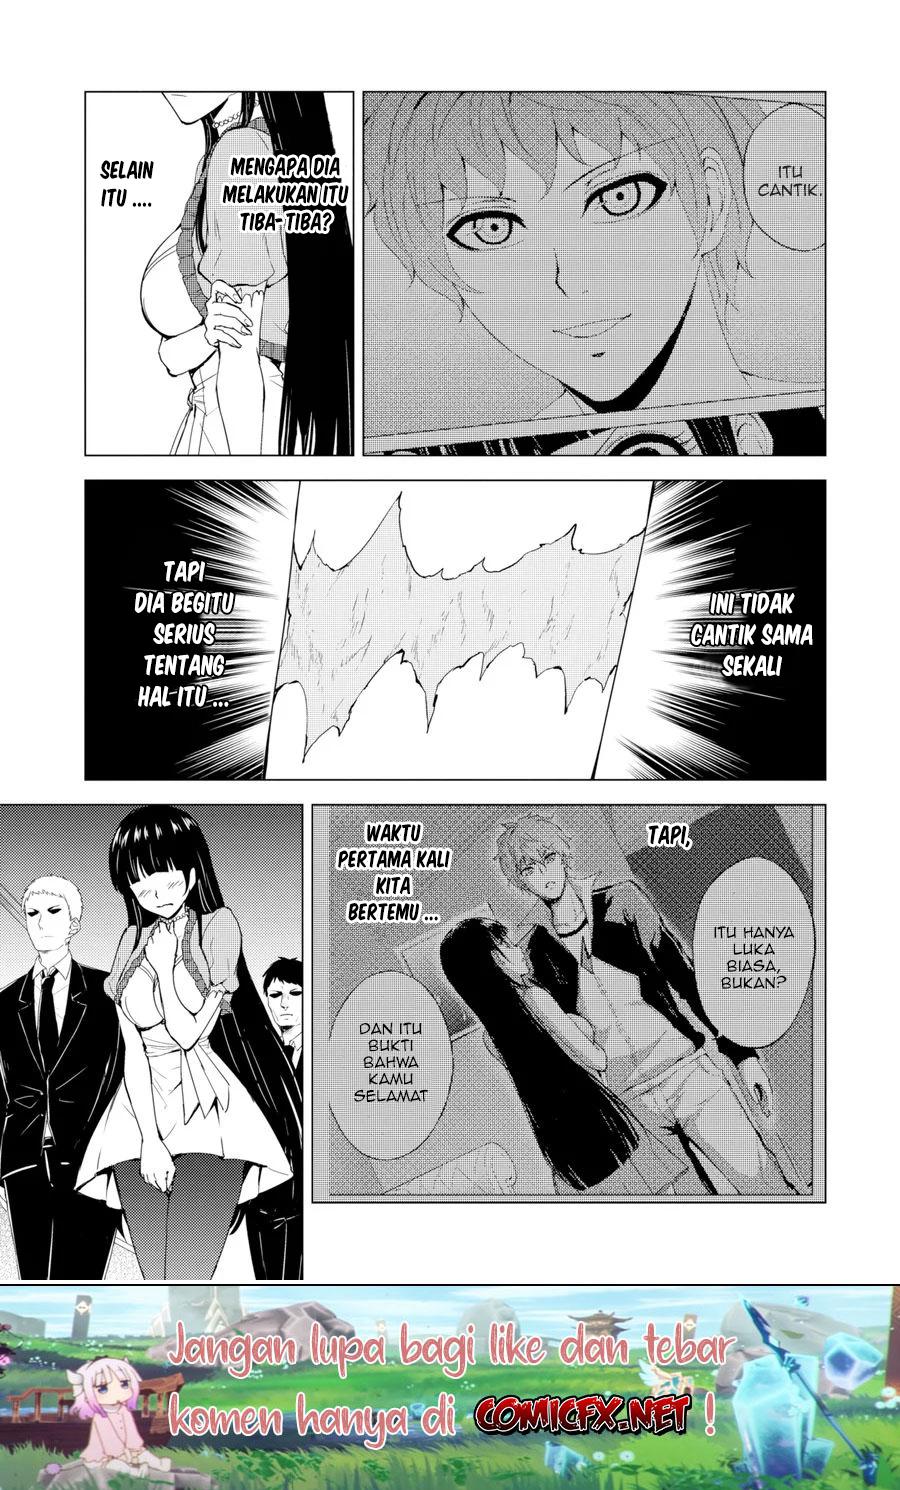 ITU
CANTIK.
MENGAPA DIA
MELAKUKAN ITU
TIBA-TIBA?
SELAIN
ITU ....
INI TIDAK
CANTIK SAMA
SEKALI
TAPI
DIA BEGITU
SERIUS
TENTANG
HAL ITU ...
TAPI,
WAKTU
PERTAMA KALI
KITA
BERTEMU ...
ITU HANYA
LUKA
BIASA,
BUKAN?
DAN ITU
BUKTI
BAHWA
KAMU
SELAMAT
Jangan lupa bagi like dan tebar
komen hanya di COMICFX.NET !